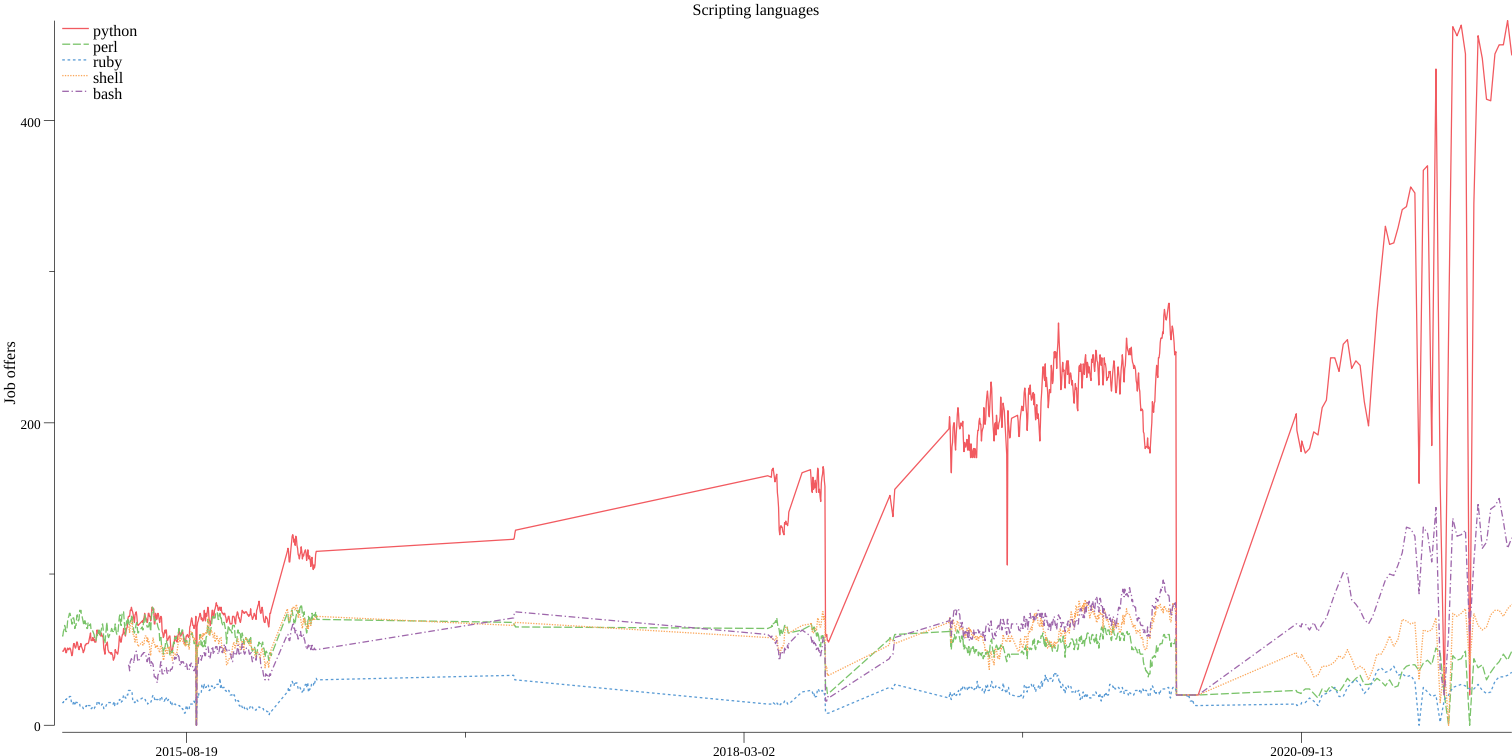 Scripting languages
python
perl
ruby
shell
bash
400
200
0
Job offers
2015-08-19
2018-03-02
2020-09-13